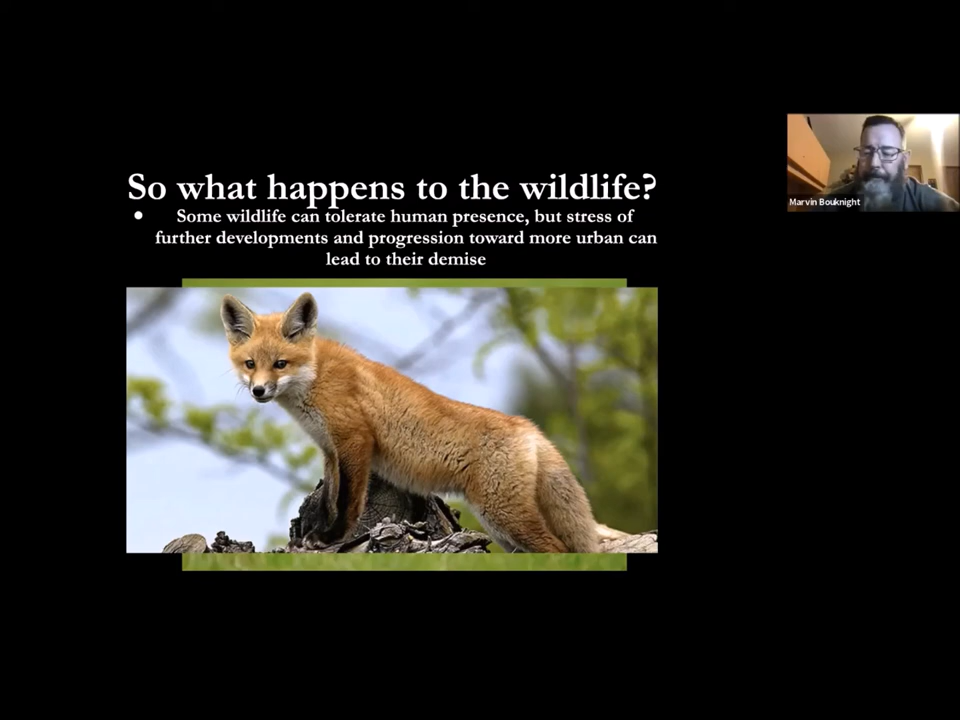 So what happens to the wildlife?
• Some wildlife can tolerate human presence, but stress of
further developments and progression toward more urban can
lead to their demise
Marvin Bouknight